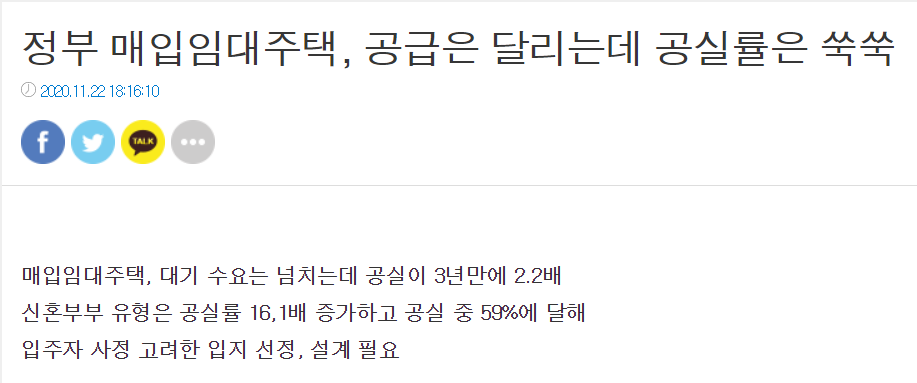 정부 매입임대주택, 공급은 달리는데 공실률은 쑥쑥
2020.11.22 18:16:10
f TALK
매입임대주택, 대기 수요는 넘치는데 공실이 3년만에 2.2배
신혼부부 유형은 공실률 16,1배 증가하고 공실 중 59%에 달해
입주자 사정 고려한 입지 선정, 설계 필요